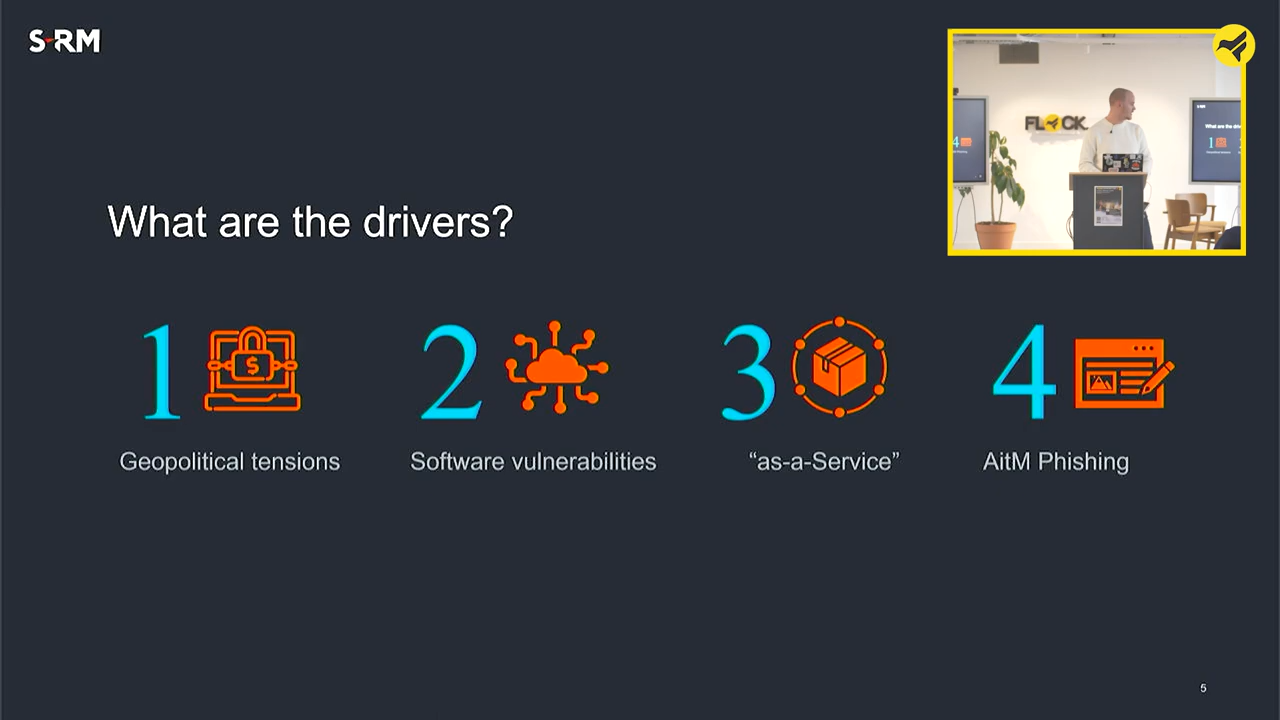 S-RM
FLOCK.
What are the drivers?
1
2
3
4
$
Geopolitical tensions
Software vulnerabilities
“as-a-Service”
AitM Phishing
5